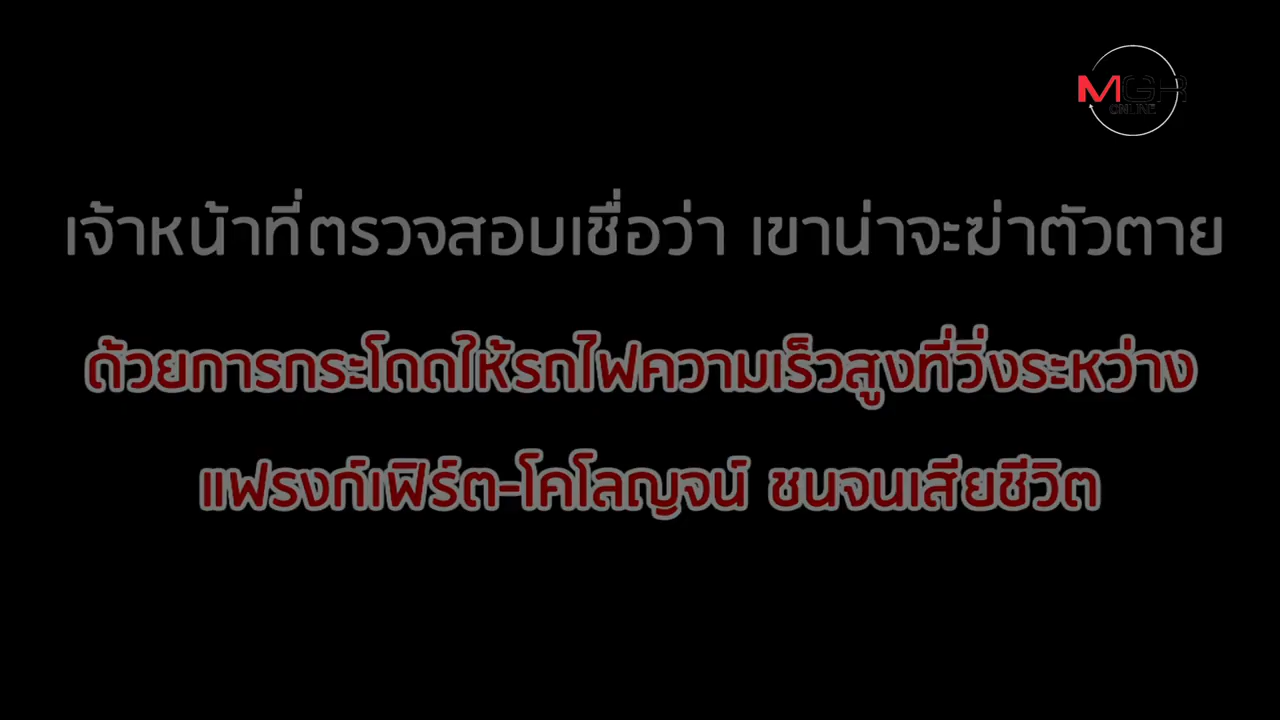 MGR
ONLINE
เจ้าหน้าที่ตรวจสอบเชื่อว่า เขาน่าจะฆ่าตัวตาย
ด้วยการกระโดดให้รถไฟความเร็วสูงที่วิ่งระหว่าง
แฟรงก์เฟิร์ต-โคโลญจน์ ชนจนเสียชีวิต